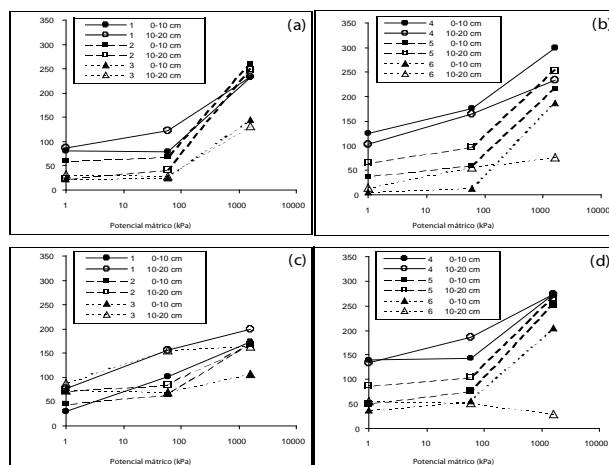 (a)
350
300
250
200
150
100
50
0
1 0-10 cm
1 10-20 cm
2 0-10 cm
2 10-20 cm
3 0-10 cm
3 10-20 cm
1 10 100 1000 10000
Potencial mátrico (kPa)
(b)
350
300
250
200
150
100
50
0
4 0-10 cm
4 10-20 cm
5 0-10 cm
5 10-20 cm
6 0-10 cm
6 10-20 cm
1 10 100 1000 10000
Potencial mátrico (kPa)
(c)
350
300
250
200
150
100
50
0
1 0-10 cm
1 10-20 cm
2 0-10 cm
2 10-20 cm
3 0-10 cm
3 10-20 cm
1 10 100 1000 10000
Potencial mátrico (kPa)
(d)
350
300
250
200
150
100
50
0
4 0-10 cm
4 10-20 cm
5 0-10 cm
5 10-20 cm
6 0-10 cm
6 10-20 cm
1 10 100 1000 10000
Potencial mátrico (kPa)